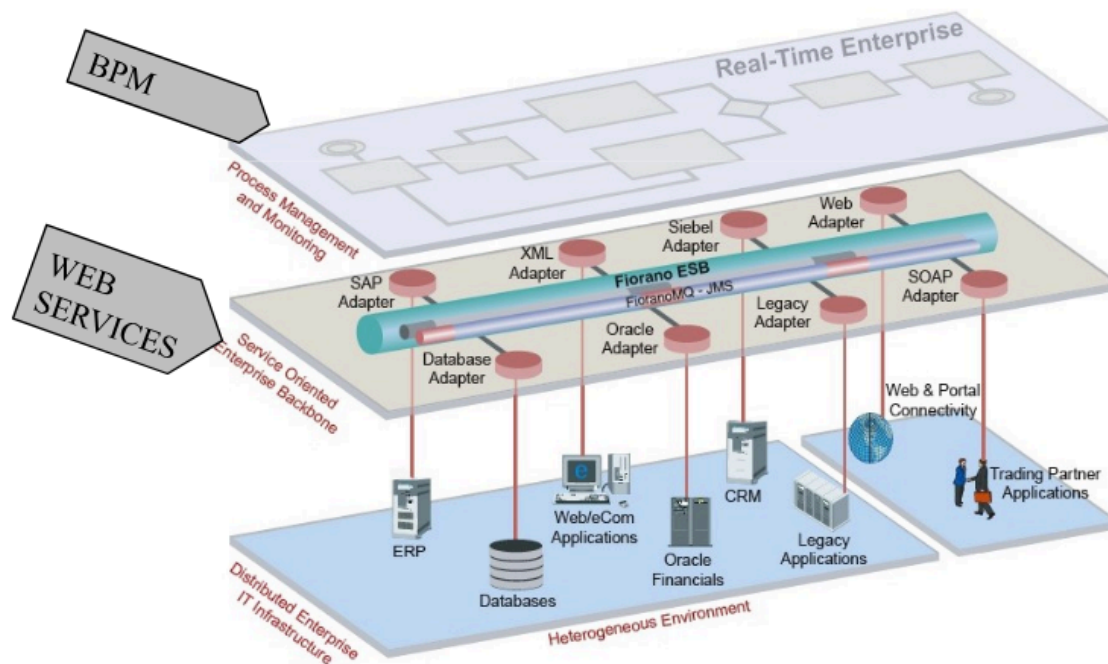 BPM
Real-Time Enterprise
Process Management
and Monitoring
WEB
SERVICES
Web
Adapter
Siebel
Adapter
XML
Adapter
SAP
Adapter
Fiorano ESB
FioranoMQ - JMS
SOAP
Adapter
Legacy
Adapter
Oracle
Adapter
Database
Adapter
Service Oriented
Enterprise Backbone
Web & Portal
Connectivity
Trading Partner
Applications
CRM
Web/eCom
Applications
ERP
Legacy
Applications
Oracle
Financials
Databases
Distributed Enterprise
IT Infrastructure
Heterogeneous Environment